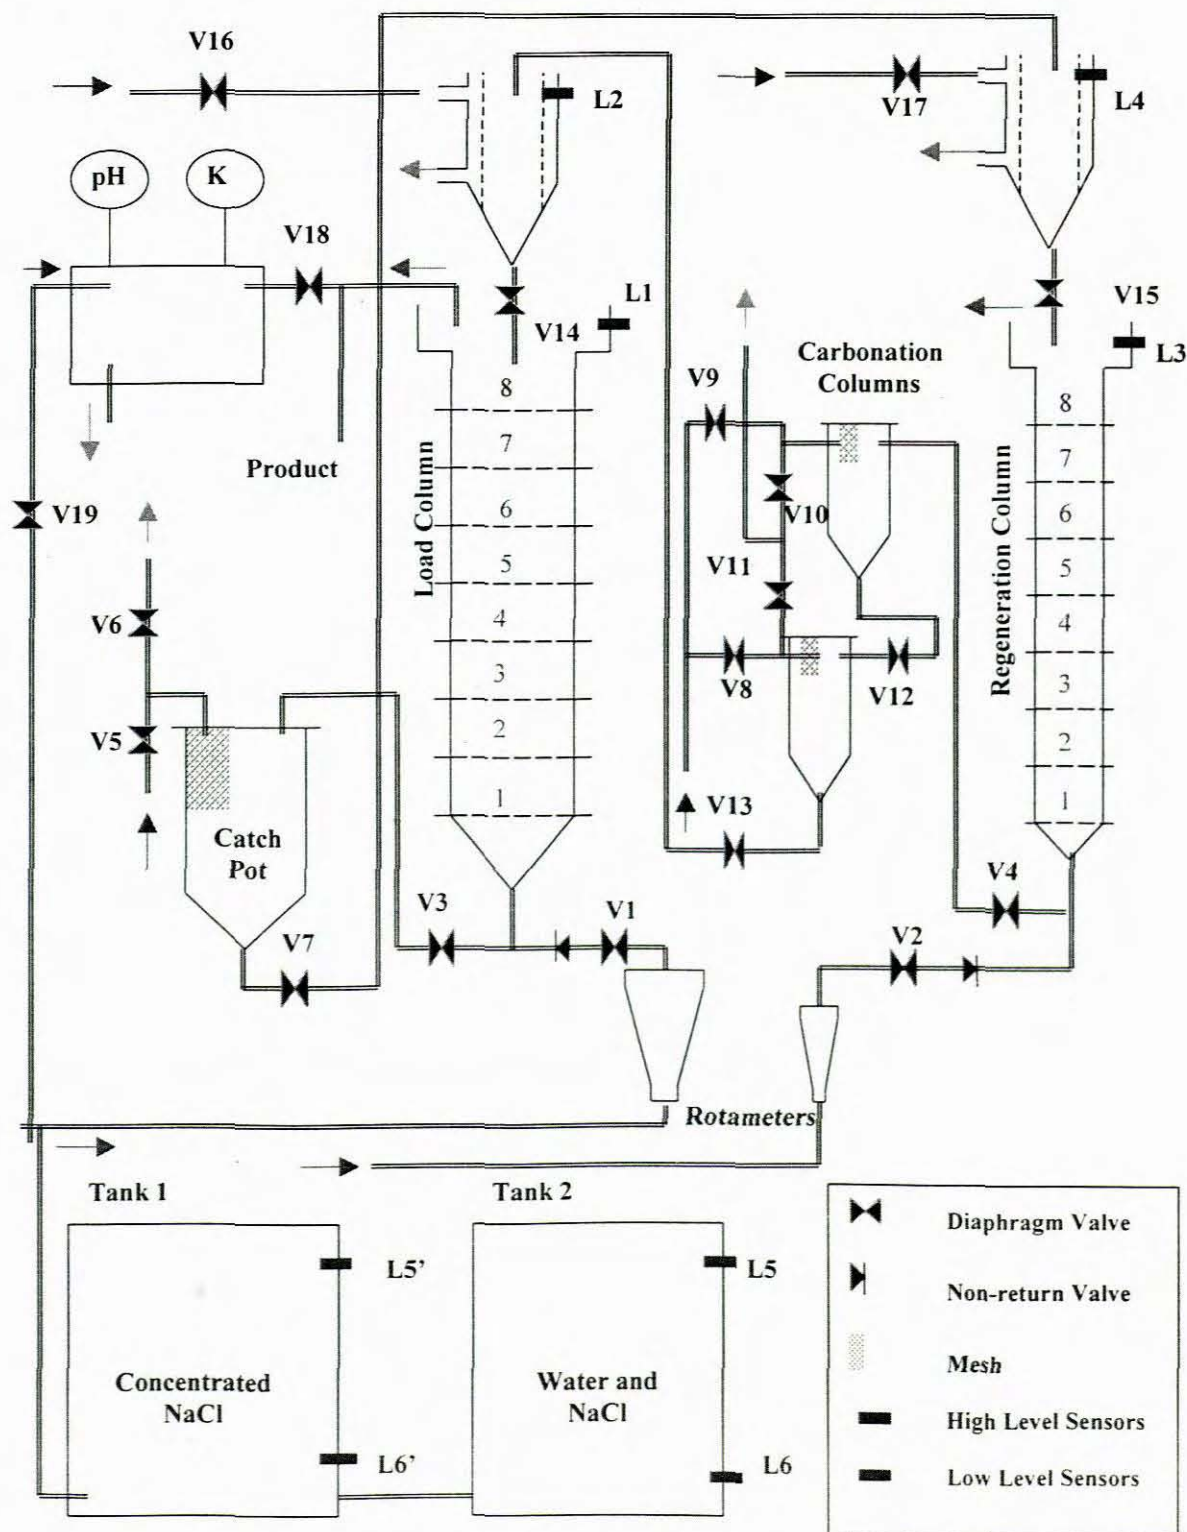 V16
L2
V17
L4
pH
K
V18
L1
V14
V15
L3
Carbonation
Columns
V9
8
7
6
5
4
3
2
1
Load Column
Product
V19
V10
V11
V6
V8
V12
8
7
6
5
4
3
2
1
Regeneration Column
V5
Catch
Pot
V13
V3
V1
V4
V2
V7
Rotameters
Tank 1
Tank 2
L5’
L5
Concentrated
NaCl
Water and
NaCl
L6’
L6
Diaphragm Valve
Non-return Valve
Mesh
High Level Sensors
Low Level Sensors